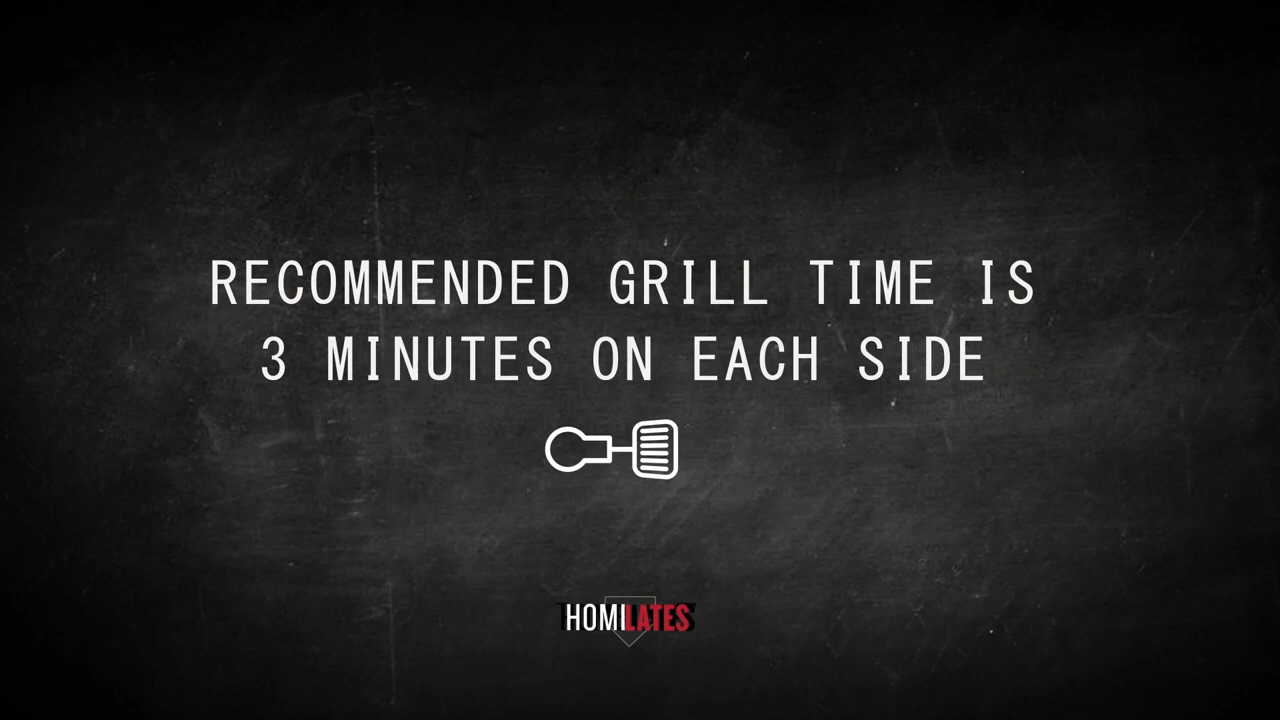 RECOMMENDED GRILL TIME IS
3 MINUTES ON EACH SIDE
HOMILATES